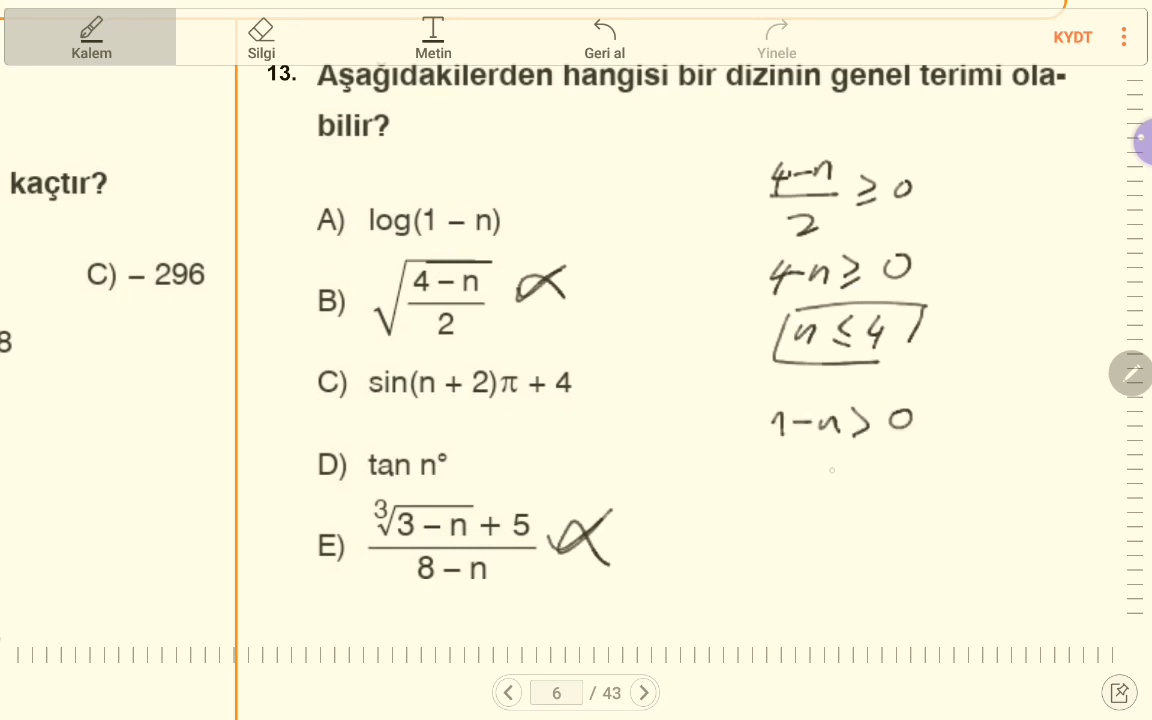 Kalem
Silgi
Metin
Geri al
Yinele
KYDT
13. Aşağıdakilerden hangisi bir dizinin genel terimi ola-
bilir?
kaçtır?
C) – 296
8
A) log(1 – n)
B) √((4 – n)/2)
C) sin(n + 2)π + 4
D) tan n°
E) (∛(3 – n) + 5)/(8 – n)
(4-n)/2 ≥ 0
4-n ≥ 0
n ≤ 4
1-n > 0
6 / 43